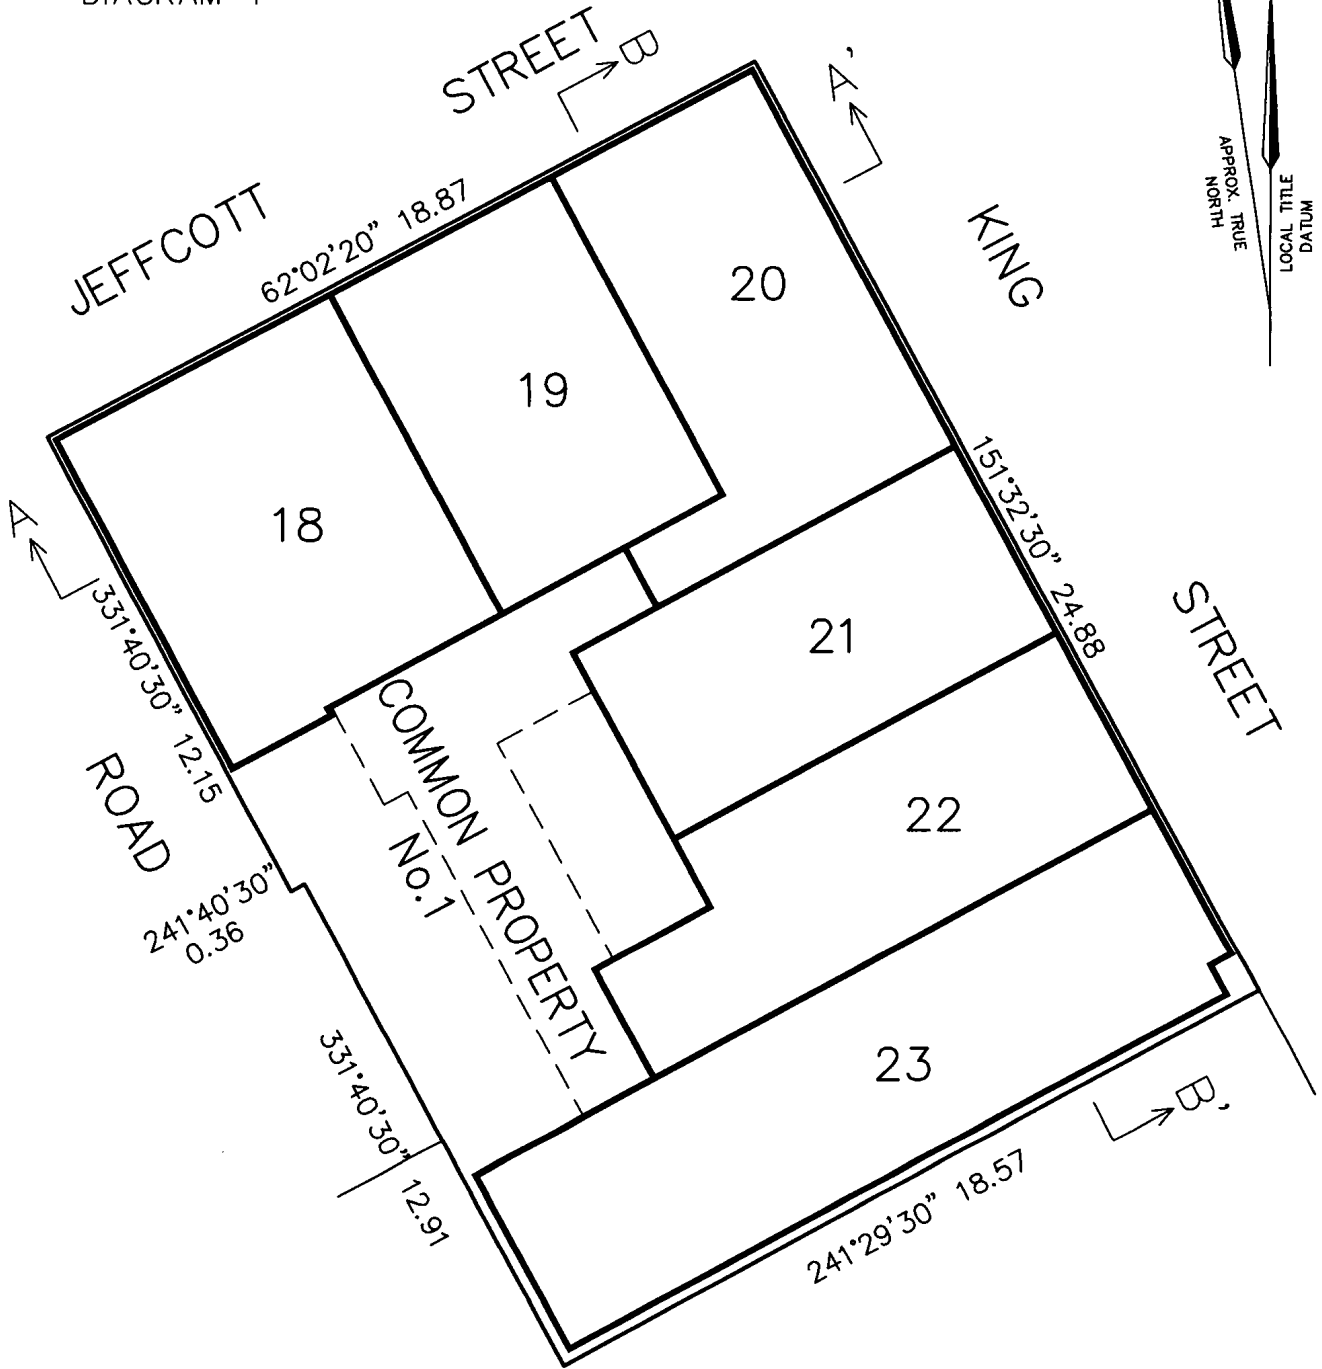 JEFFCOTT STREET
B
A'
APPROX. TRUE
NORTH
LOCAL TITLE
DATUM
62°02'20" 18.87
KING STREET
20
19
18
A
151°32'30" 24.88
331°40'30" 12.15
21
ROAD
COMMON PROPERTY
No.1
22
241°40'30"
0.36
23
331°40'30" 12.91
B'
241°29'30" 18.57